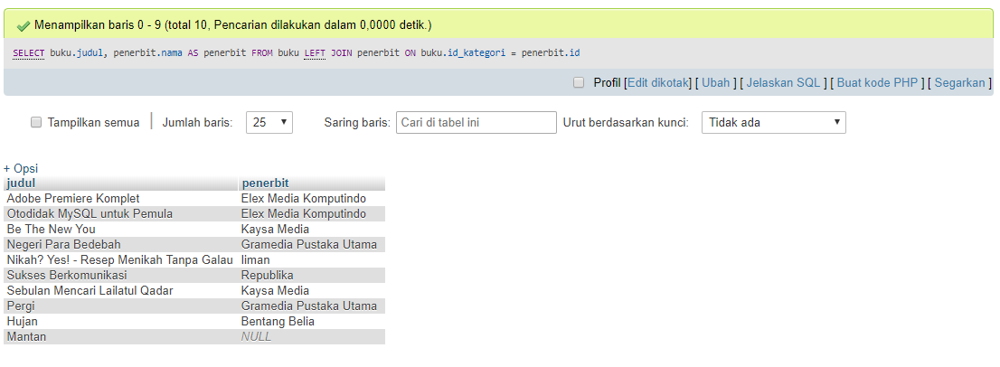 Menampilkan baris 0 - 9 (total 10, Pencarian dilakukan dalam 0,0000 detik.)
SELECT buku.judul, penerbit.nama AS penerbit FROM buku LEFT JOIN penerbit ON buku.id_kategori = penerbit.id
Profil [Edit dikotak] [ Ubah ] [ Jelaskan SQL ] [ Buat kode PHP ] [ Segarkan ]
Tampilkan semua | Jumlah baris: 25 Saring baris: Cari di tabel ini Urut berdasarkan kunci: Tidak ada
+ Opsi
judul penerbit
Adobe Premiere Komplet Elex Media Komputindo
Otodidak MySQL untuk Pemula Elex Media Komputindo
Be The New You Kaysa Media
Negeri Para Bedebah Gramedia Pustaka Utama
Nikah? Yes! - Resep Menikah Tanpa Galau liman
Sukses Berkomunikasi Republika
Sebulan Mencari Lailatul Qadar Kaysa Media
Pergi Gramedia Pustaka Utama
Hujan Bentang Belia
Mantan NULL